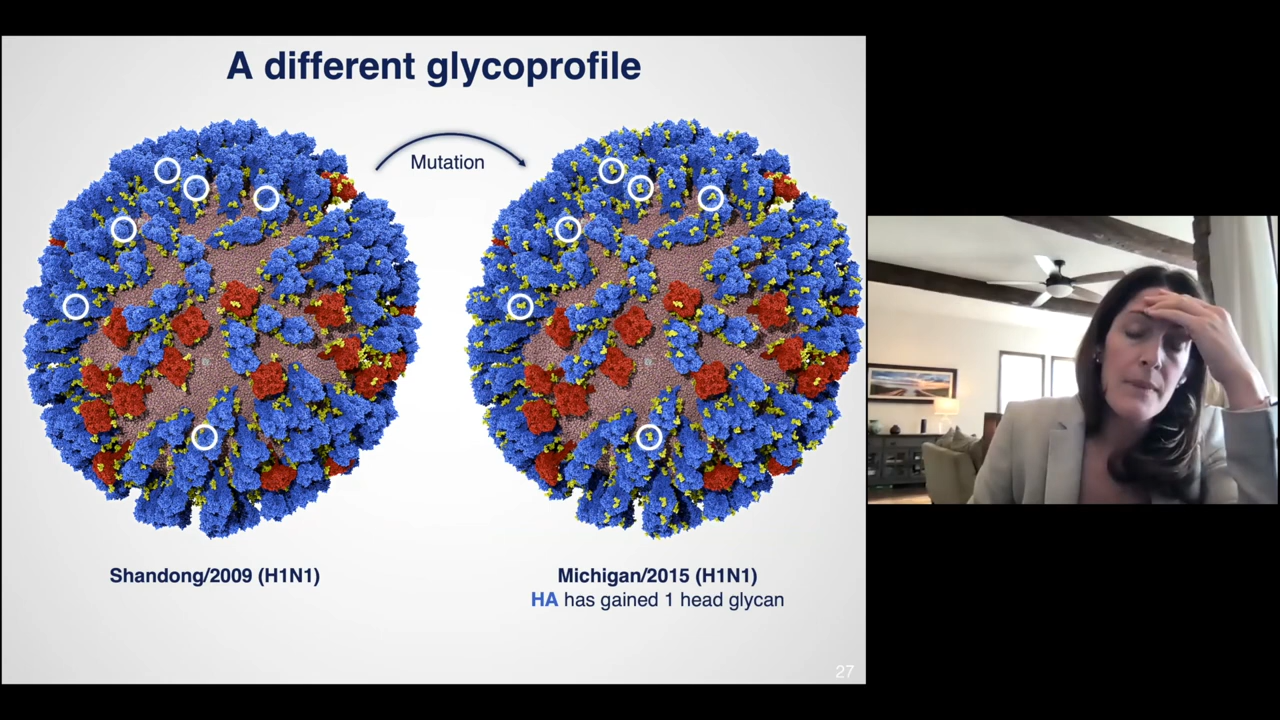 A different glycoprofile
Mutation
Shandong/2009 (H1N1)
Michigan/2015 (H1N1)
HA has gained 1 head glycan
27